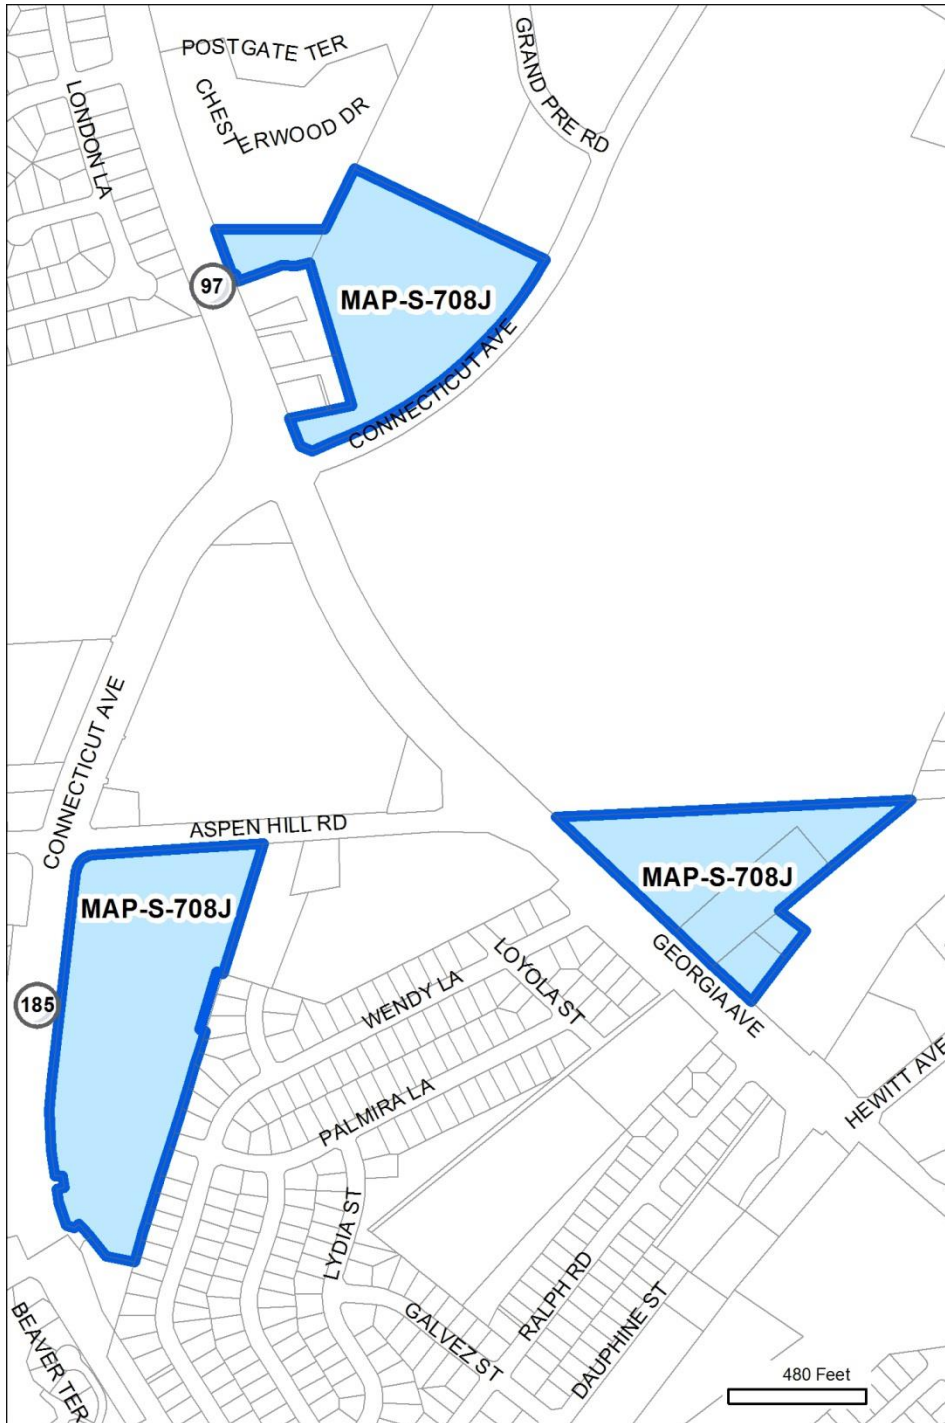 POSTGATE TER
GRAND PRE RD
LONDON LA
CHESTERWOOD DR
97
MAP-S-708J
CONNECTICUT AVE
CONNECTICUT AVE
ASPEN HILL RD
MAP-S-708J
MAP-S-708J
LOYOLA ST
GEORGIA AVE
185
WENDY LA
HEWITT AVE
PALMIRA LA
LYDIA ST
RALPH RD
DAUPHINE ST
GALVEZ ST
BEAVER TER
480 Feet